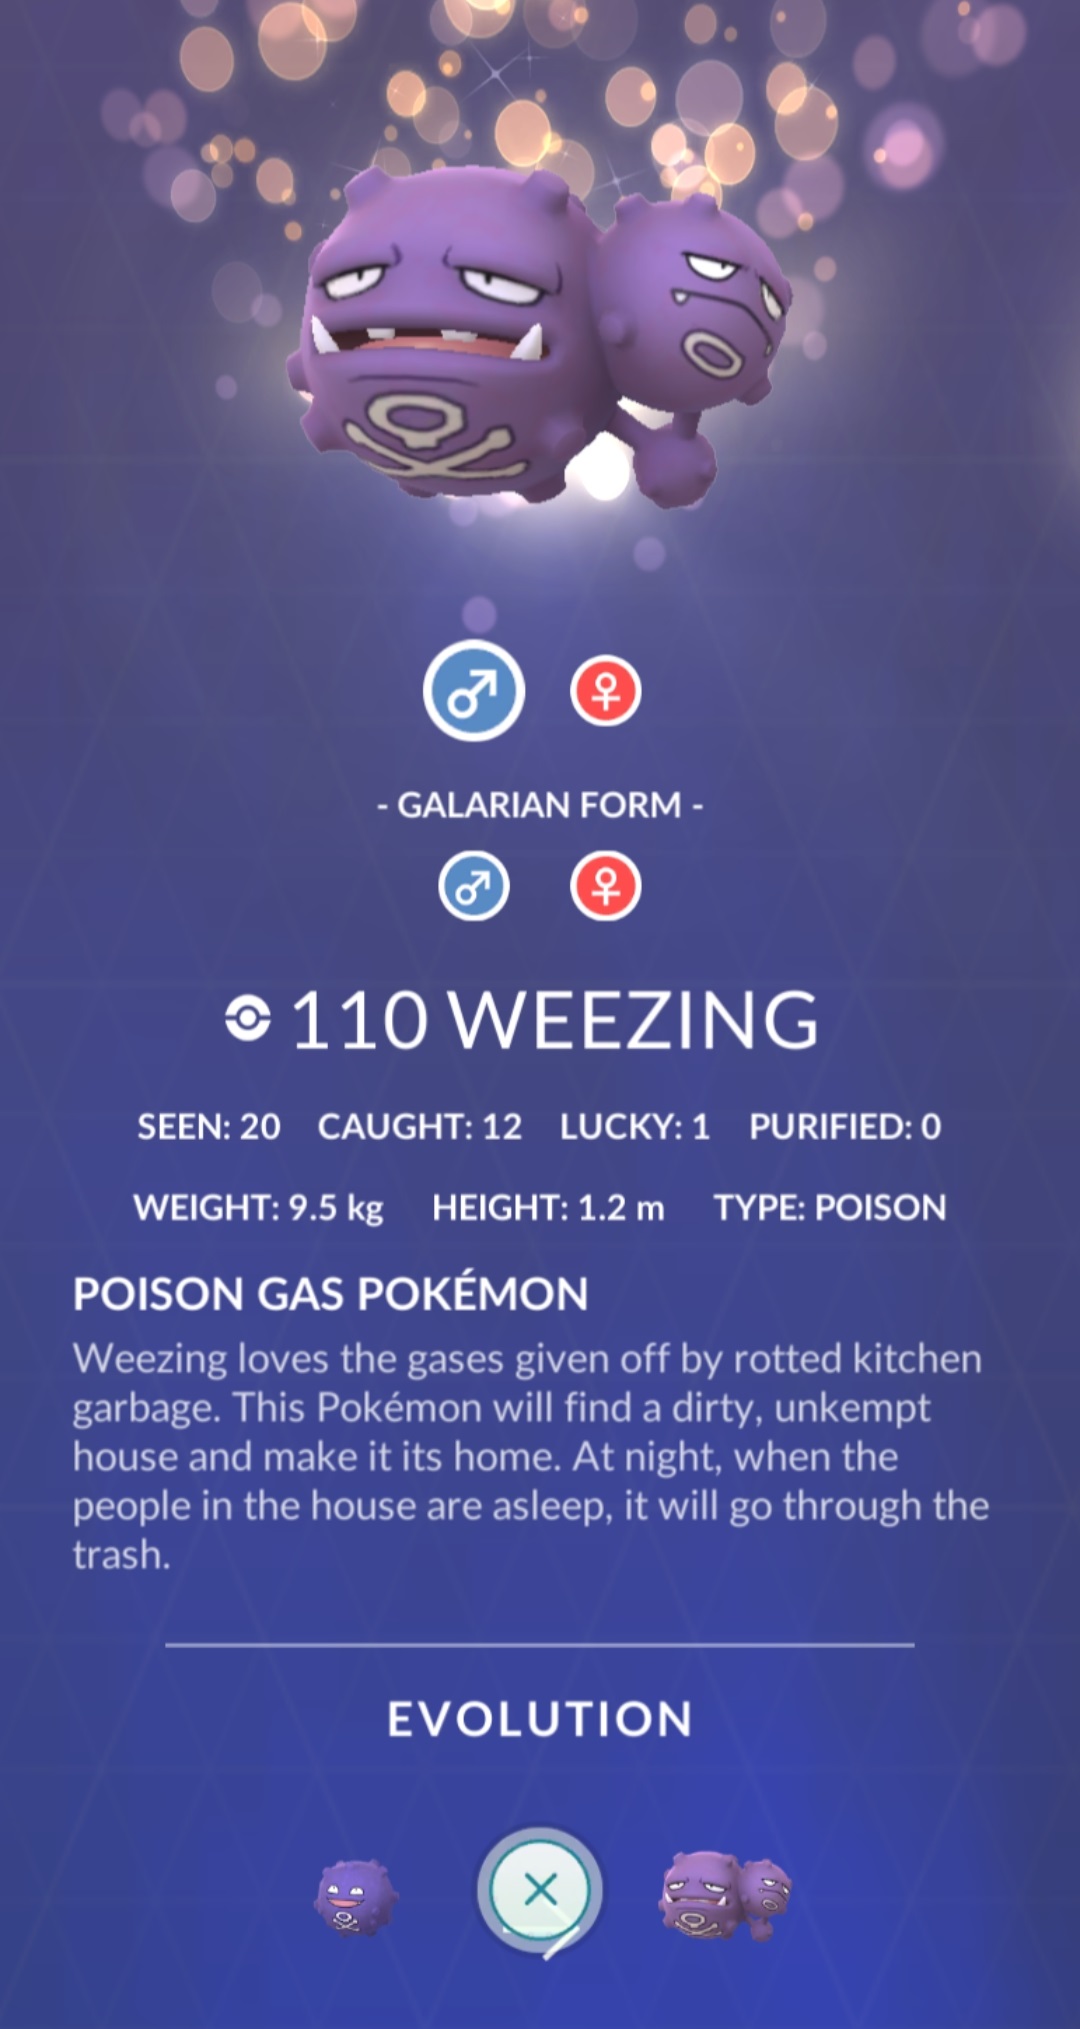 - GALARIAN FORM -
110 WEEZING
SEEN: 20 CAUGHT: 12 LUCKY: 1 PURIFIED: 0
WEIGHT: 9.5 kg HEIGHT: 1.2 m TYPE: POISON
POISON GAS POKÉMON
Weezing loves the gases given off by rotted kitchen
garbage. This Pokémon will find a dirty, unkempt
house and make it its home. At night, when the
people in the house are asleep, it will go through the
trash.
EVOLUTION